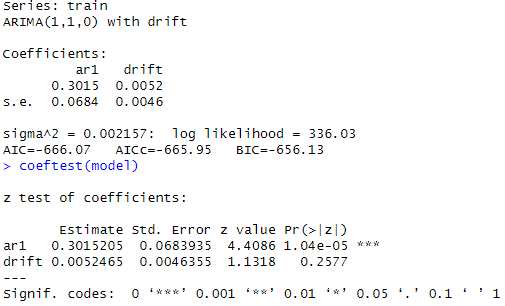 Series: train
ARIMA(1,1,0) with drift

Coefficients:
         ar1   drift
      0.3015  0.0052
s.e.  0.0684  0.0046

sigma^2 = 0.002157:  log likelihood = 336.03
AIC=-666.07   AICc=-665.95   BIC=-656.13
> coeftest(model)

z test of coefficients:

       Estimate Std. Error z value Pr(>|z|)
ar1   0.3015205  0.0683935  4.4086 1.04e-05 ***
drift 0.0052465  0.0046355  1.1318   0.2577
---
Signif. codes:  0 ‘***’ 0.001 ‘**’ 0.01 ‘*’ 0.05 ‘.’ 0.1 ‘ ’ 1